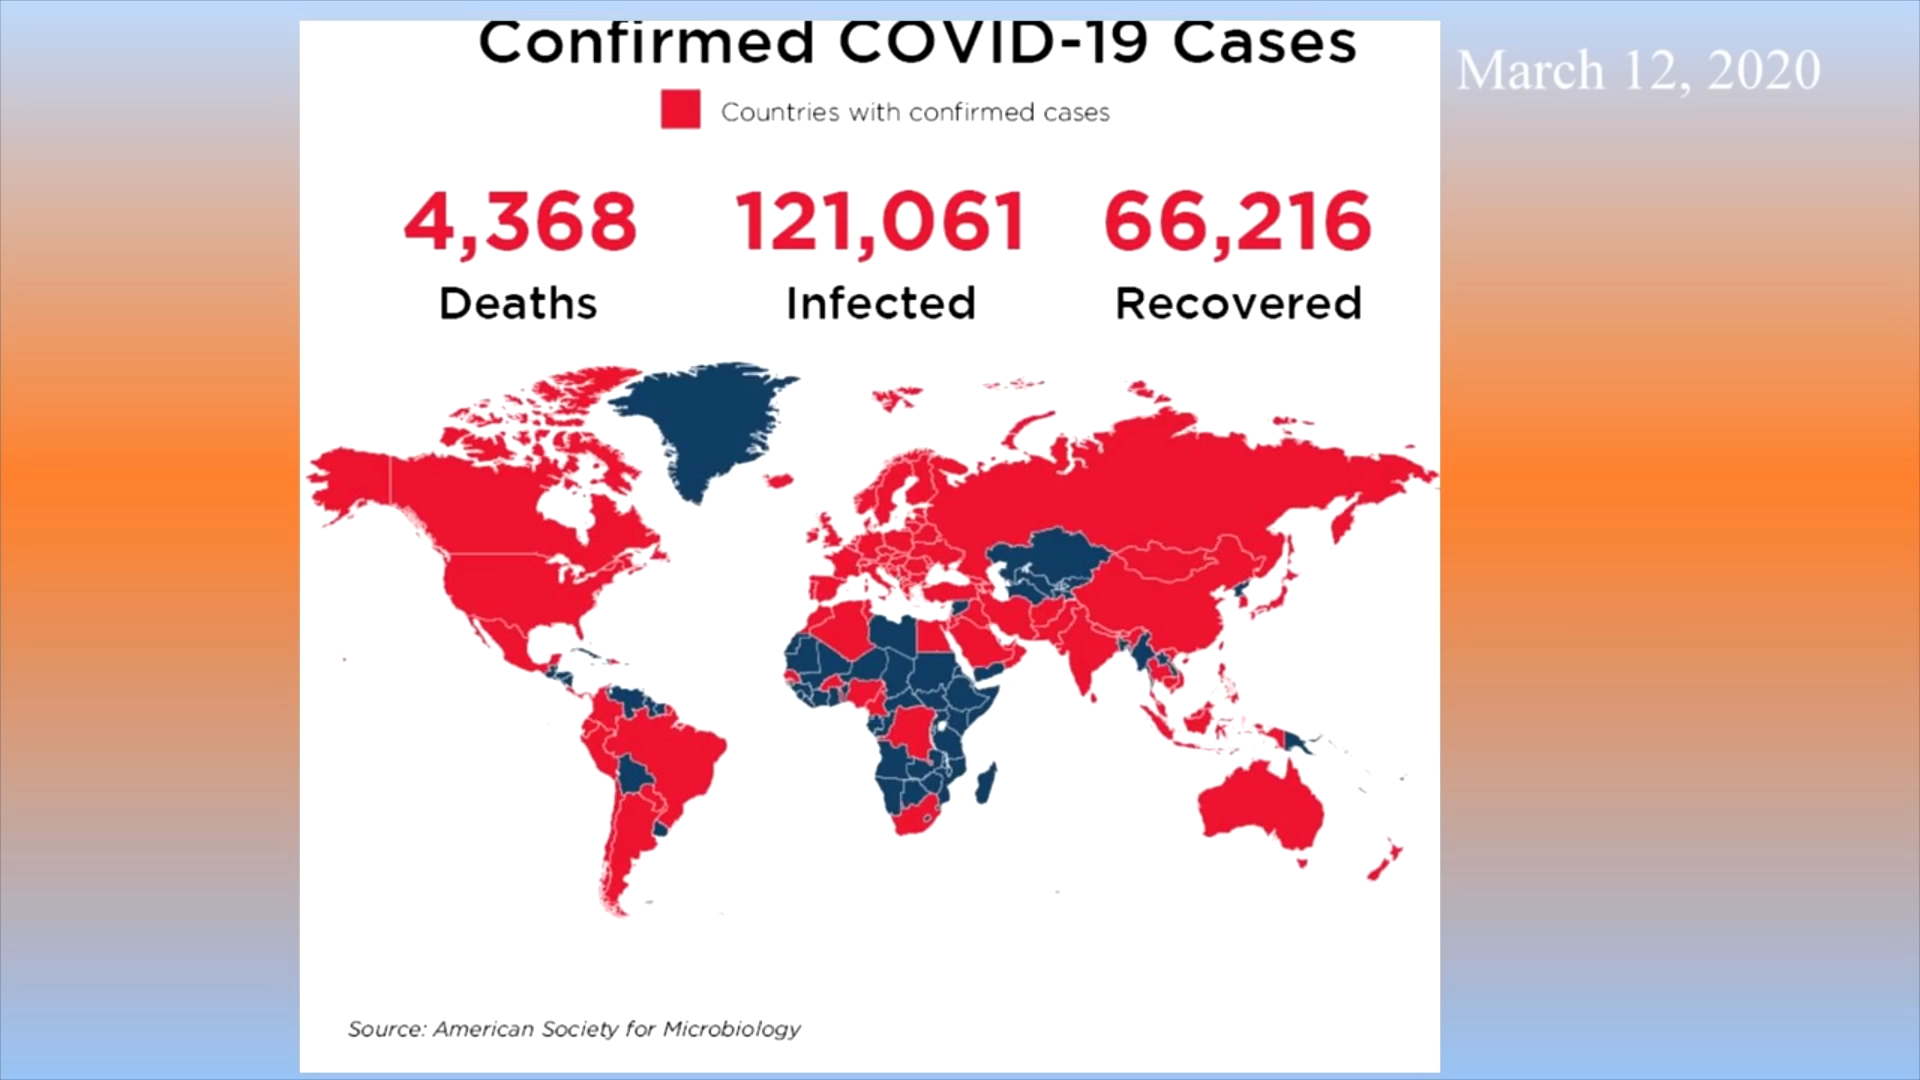 Confirmed COVID-19 Cases
March 12, 2020
Countries with confirmed cases
4,368 121,061 66,216
Deaths Infected Recovered
Source: American Society for Microbiology